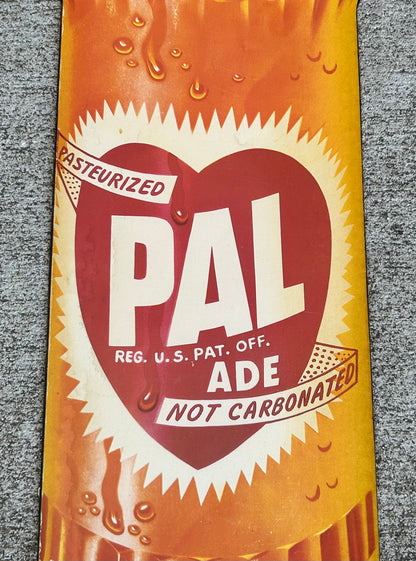 PASTEURIZED
PAL
REG. U.S. PAT. OFF.
ADE
NOT CARBONATED